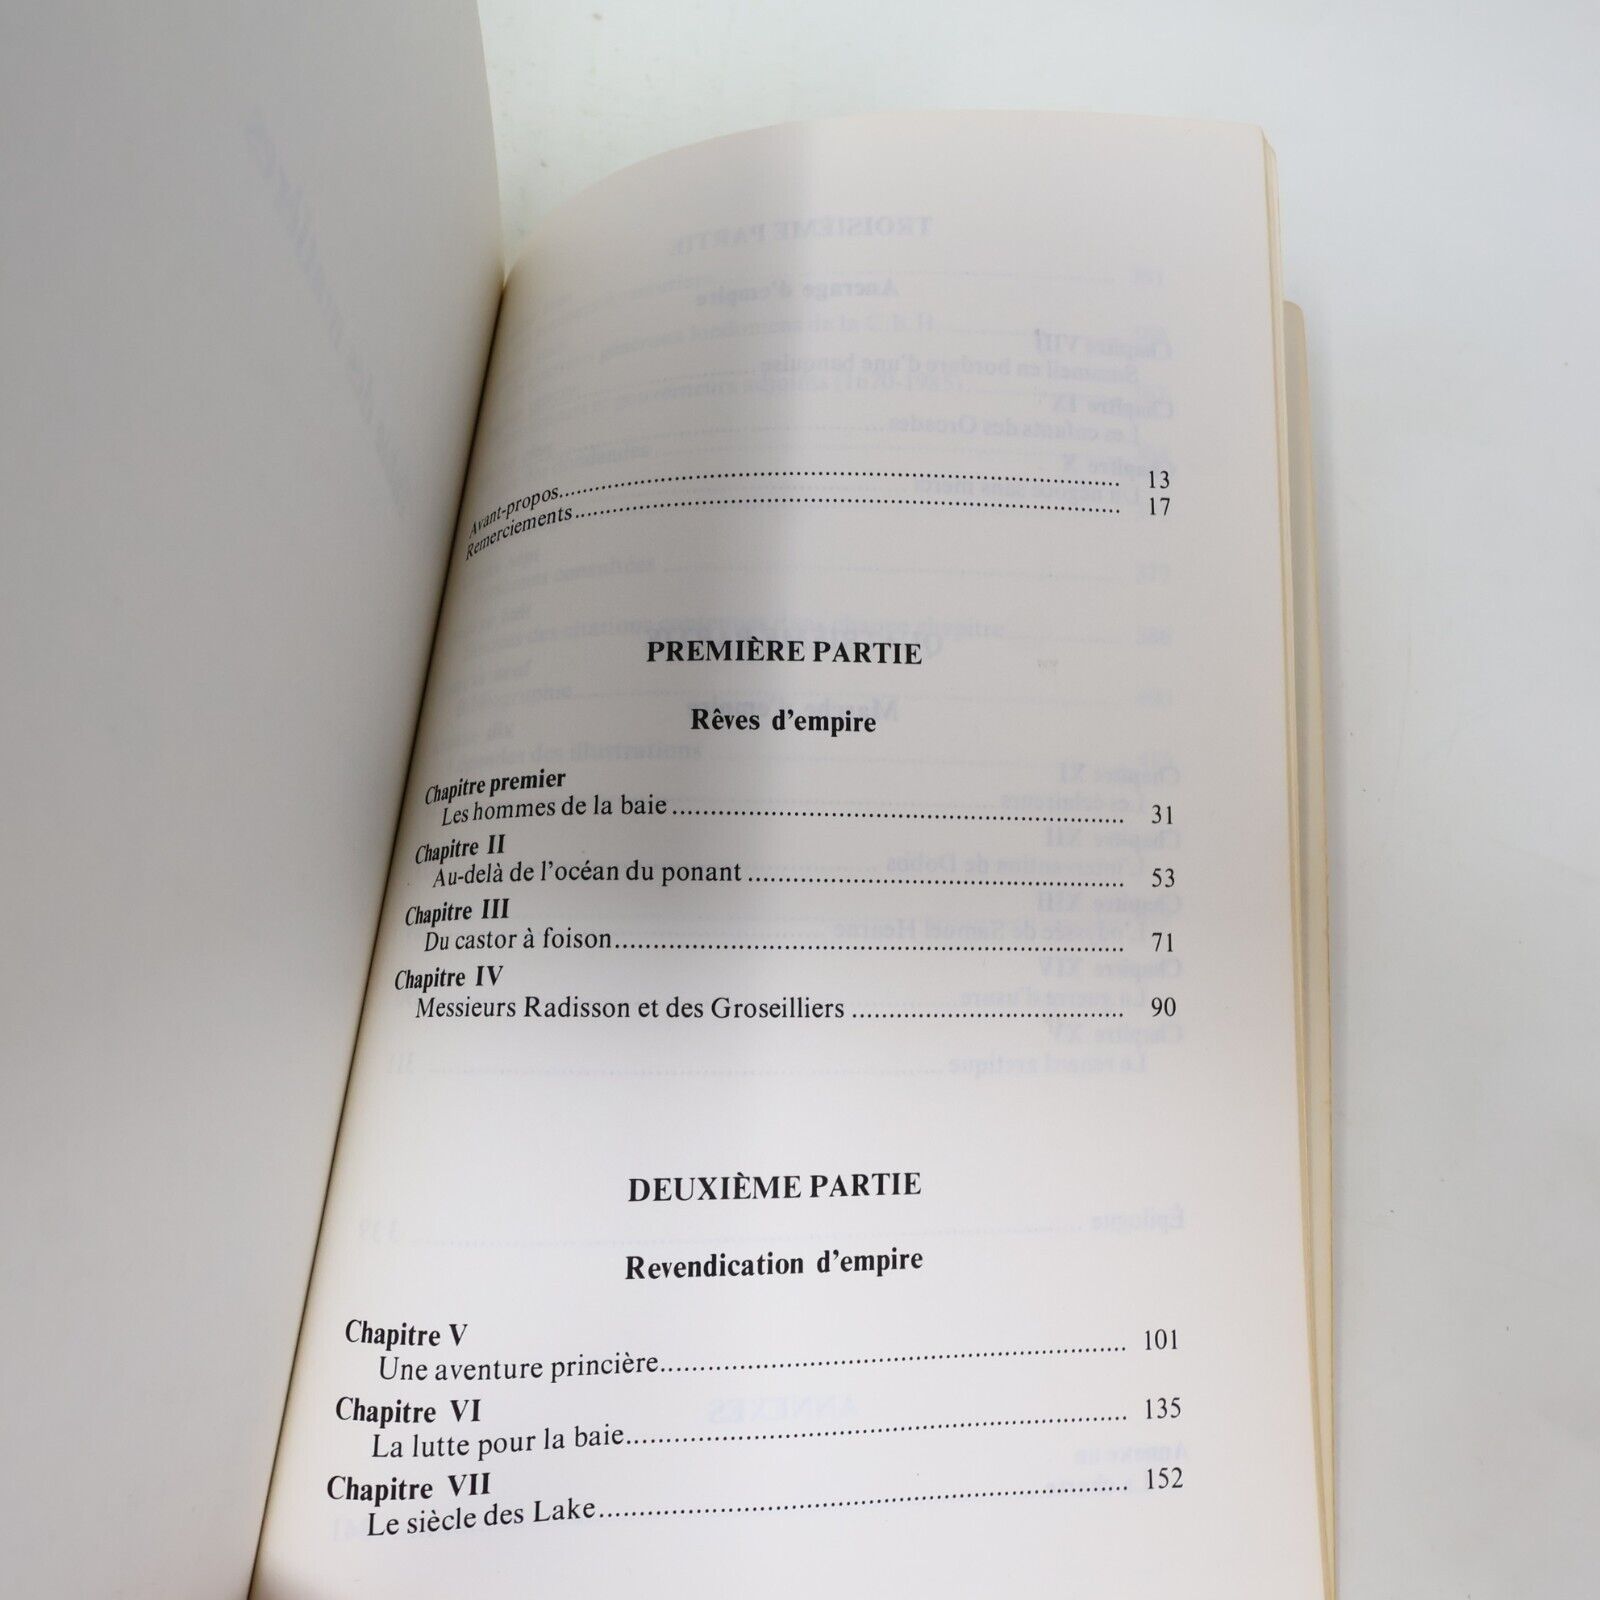 Avant-propos.......... 13
Remerciements.......... 17
PREMIÈRE PARTIE
Rêves d'empire
Chapitre premier
Les hommes de la baie .......... 31
Chapitre II
Au-delà de l'océan du ponant .......... 53
Chapitre III
Du castor à foison.......... 71
Chapitre IV
Messieurs Radisson et des Groseilliers .......... 90
DEUXIÈME PARTIE
Revendication d'empire
Chapitre V
Une aventure princière.......... 101
Chapitre VI
La lutte pour la baie.......... 135
Chapitre VII
Le siècle des Lake.......... 152